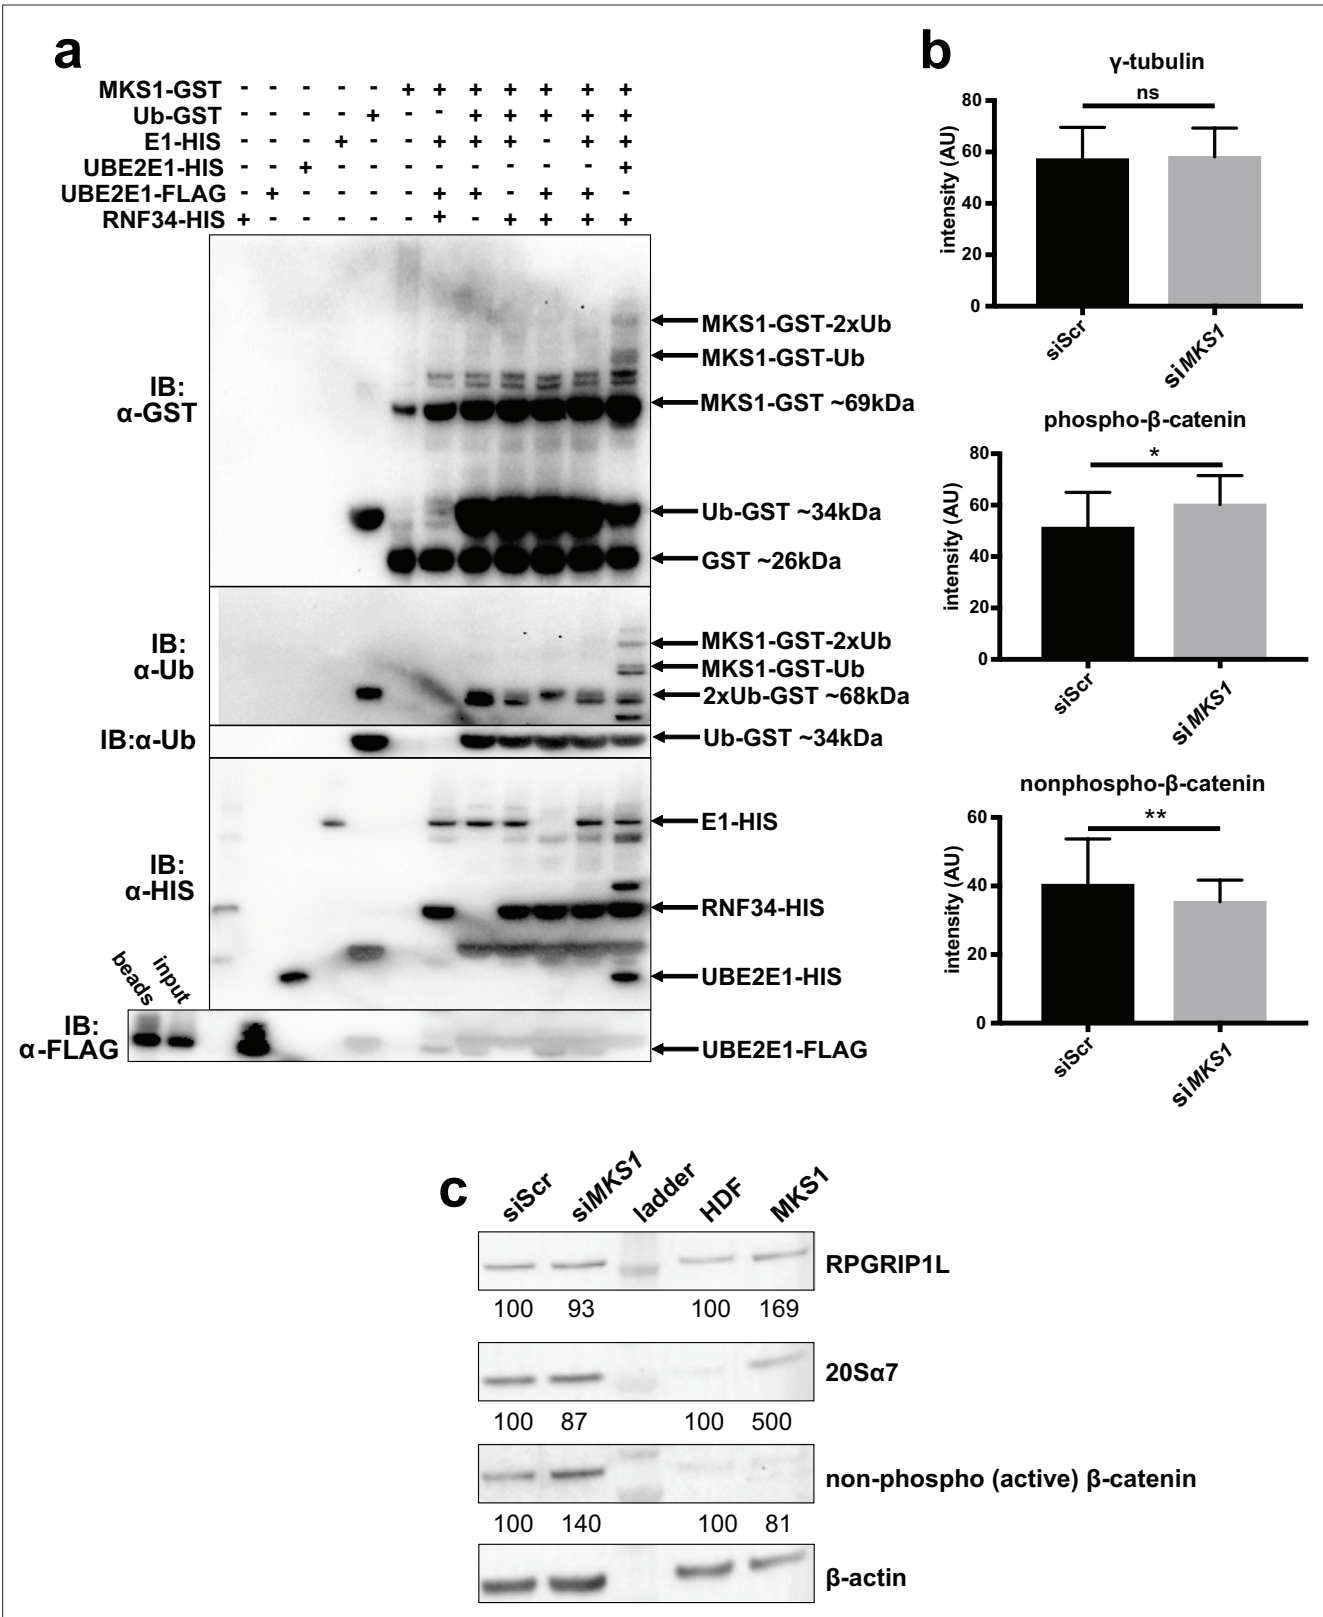 a
MKS1-GST - - - - - + + + + + + +
Ub-GST - - - - + - - + + + + +
E1-HIS - - - + - - + + + - + +
UBE2E1-HIS - - + - - - - - - - - +
UBE2E1-FLAG - + - - - - + + - + + -
RNF34-HIS + - - - - - + - + + + +
IB:
α-GST
MKS1-GST-2xUb
MKS1-GST-Ub
MKS1-GST ~69kDa
Ub-GST ~34kDa
GST ~26kDa
IB:
α-Ub
MKS1-GST-2xUb
MKS1-GST-Ub
2xUb-GST ~68kDa
IB:α-Ub
Ub-GST ~34kDa
IB:
α-HIS
E1-HIS
RNF34-HIS
UBE2E1-HIS
beads
input
IB:
α-FLAG
UBE2E1-FLAG
b
γ-tubulin
ns
intensity (AU)
80
60
40
20
0
siScr
siMKS1
phospho-β-catenin
*
intensity (AU)
80
60
40
20
0
siScr
siMKS1
nonphospho-β-catenin
**
intensity (AU)
60
40
20
0
siScr
siMKS1
c
siScr siMKS1 ladder HDF MKS1
RPGRIP1L
100 93 100 169
20Sα7
100 87 100 500
non-phospho (active) β-catenin
100 140 100 81
β-actin